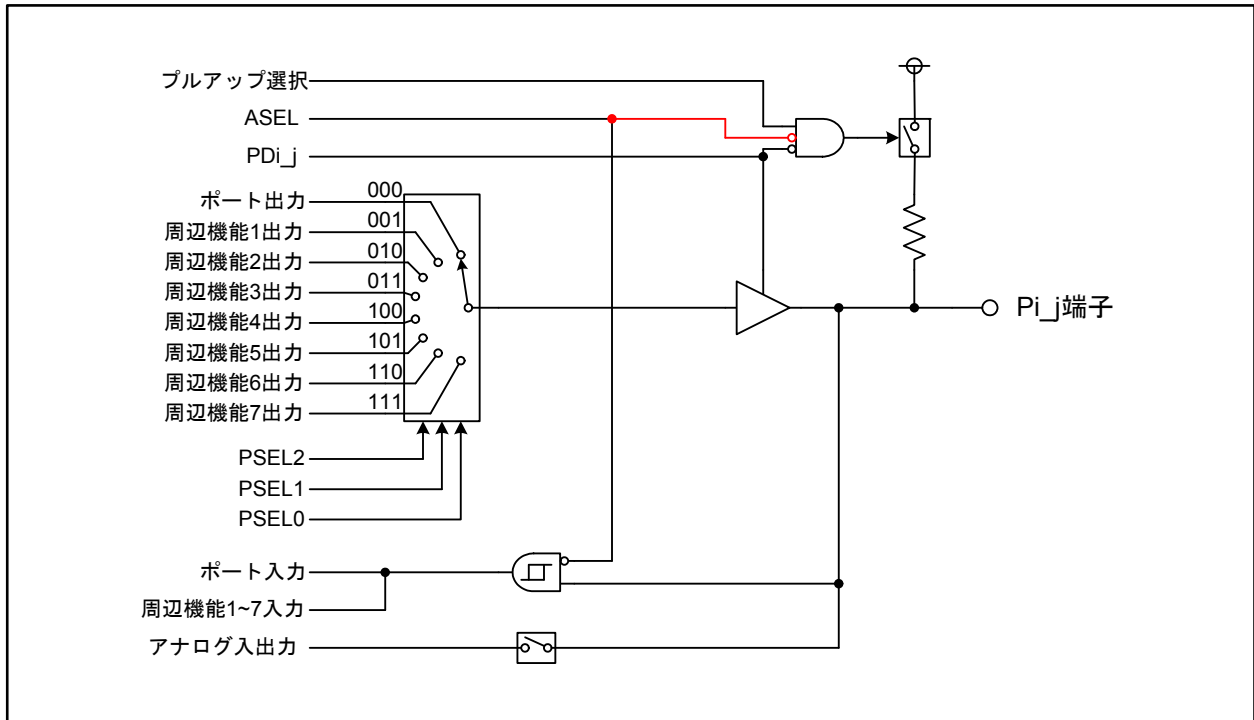 プルアップ選択
ASEL
PDi_j
ポート出力 000
周辺機能1出力 001
周辺機能2出力 010
周辺機能3出力 011
周辺機能4出力 100
周辺機能5出力 101
周辺機能6出力 110
周辺機能7出力 111
Pi_j端子
PSEL2
PSEL1
PSEL0
ポート入力
周辺機能1~7入力
アナログ入出力